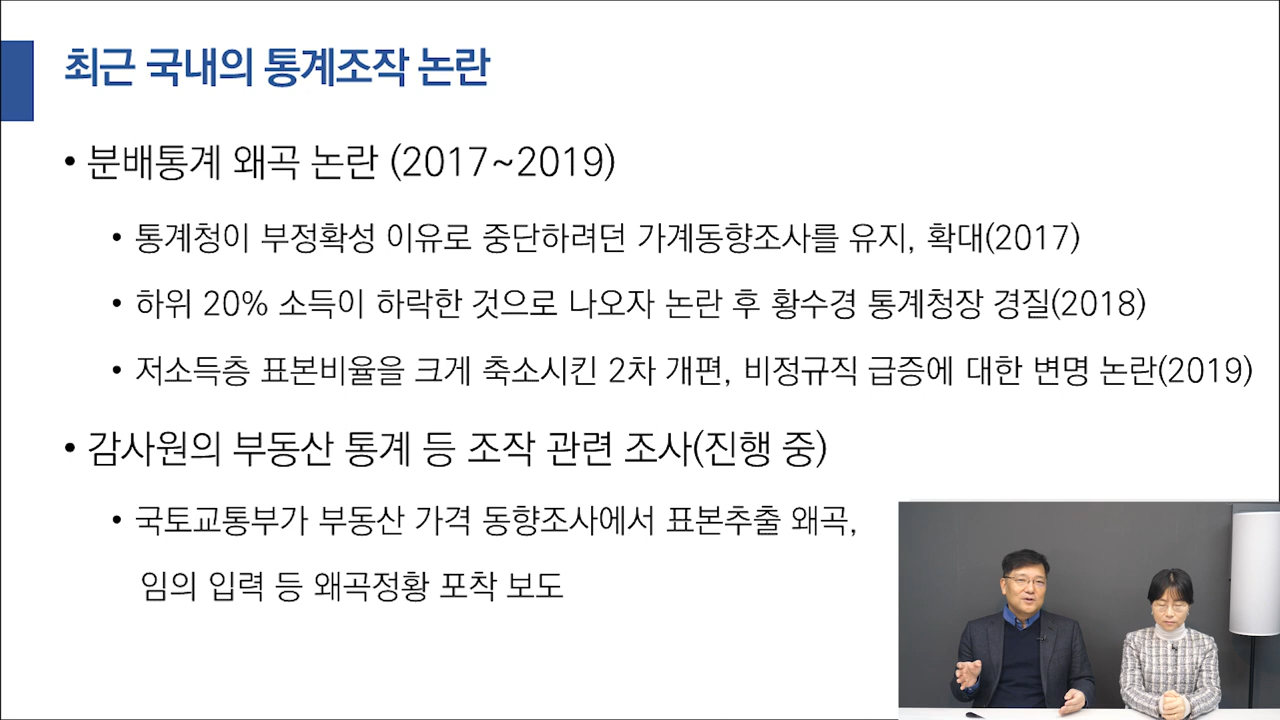 최근 국내의 통계조작 논란
• 분배통계 왜곡 논란 (2017~2019)
• 통계청이 부정확성 이유로 중단하려던 가계동향조사를 유지, 확대(2017)
• 하위 20% 소득이 하락한 것으로 나오자 논란 후 황수경 통계청장 경질(2018)
• 저소득층 표본비율을 크게 축소시킨 2차 개편, 비정규직 급증에 대한 변명 논란(2019)
• 감사원의 부동산 통계 등 조작 관련 조사(진행 중)
• 국토교통부가 부동산 가격 동향조사에서 표본추출 왜곡,
임의 입력 등 왜곡정황 포착 보도